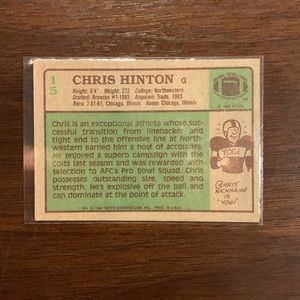 15
CHRIS HINTON G
Height: 6'4" Weight: 272 College: Northwestern
Drafted: Broncos #1-1983 Acquired: Trade, 1983
Born: 7-31-61, Chicago, Illinois Home: Chicago, Illinois
Chris is an exceptional athlete whose successful transition from linebacker and
tight end to the offensive line at Northwestern earned him a host of accolades.
He enjoyed a superb campaign with the
Colts last season and was rewarded with
selection to AFC's Pro Bowl Squad. Chris
possesses outstanding size, speed and
strength. He's explosive off the ball and
can dominate at the point of attack.
YOGI
CHRIS'
NICKNAME
IS "YOGI".